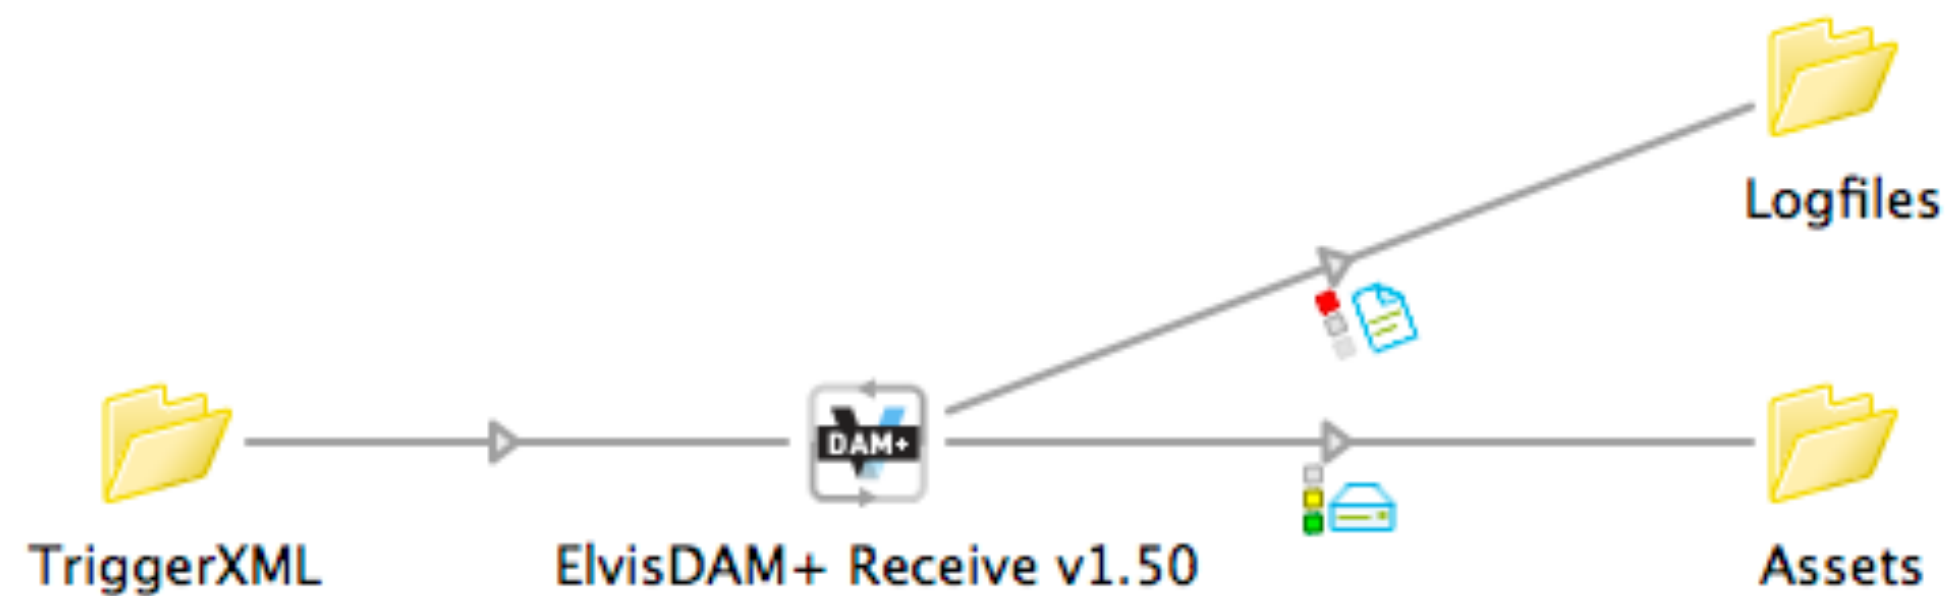 Logfiles
DAM+
TriggerXML
ElvisDAM+ Receive v1.50
Assets